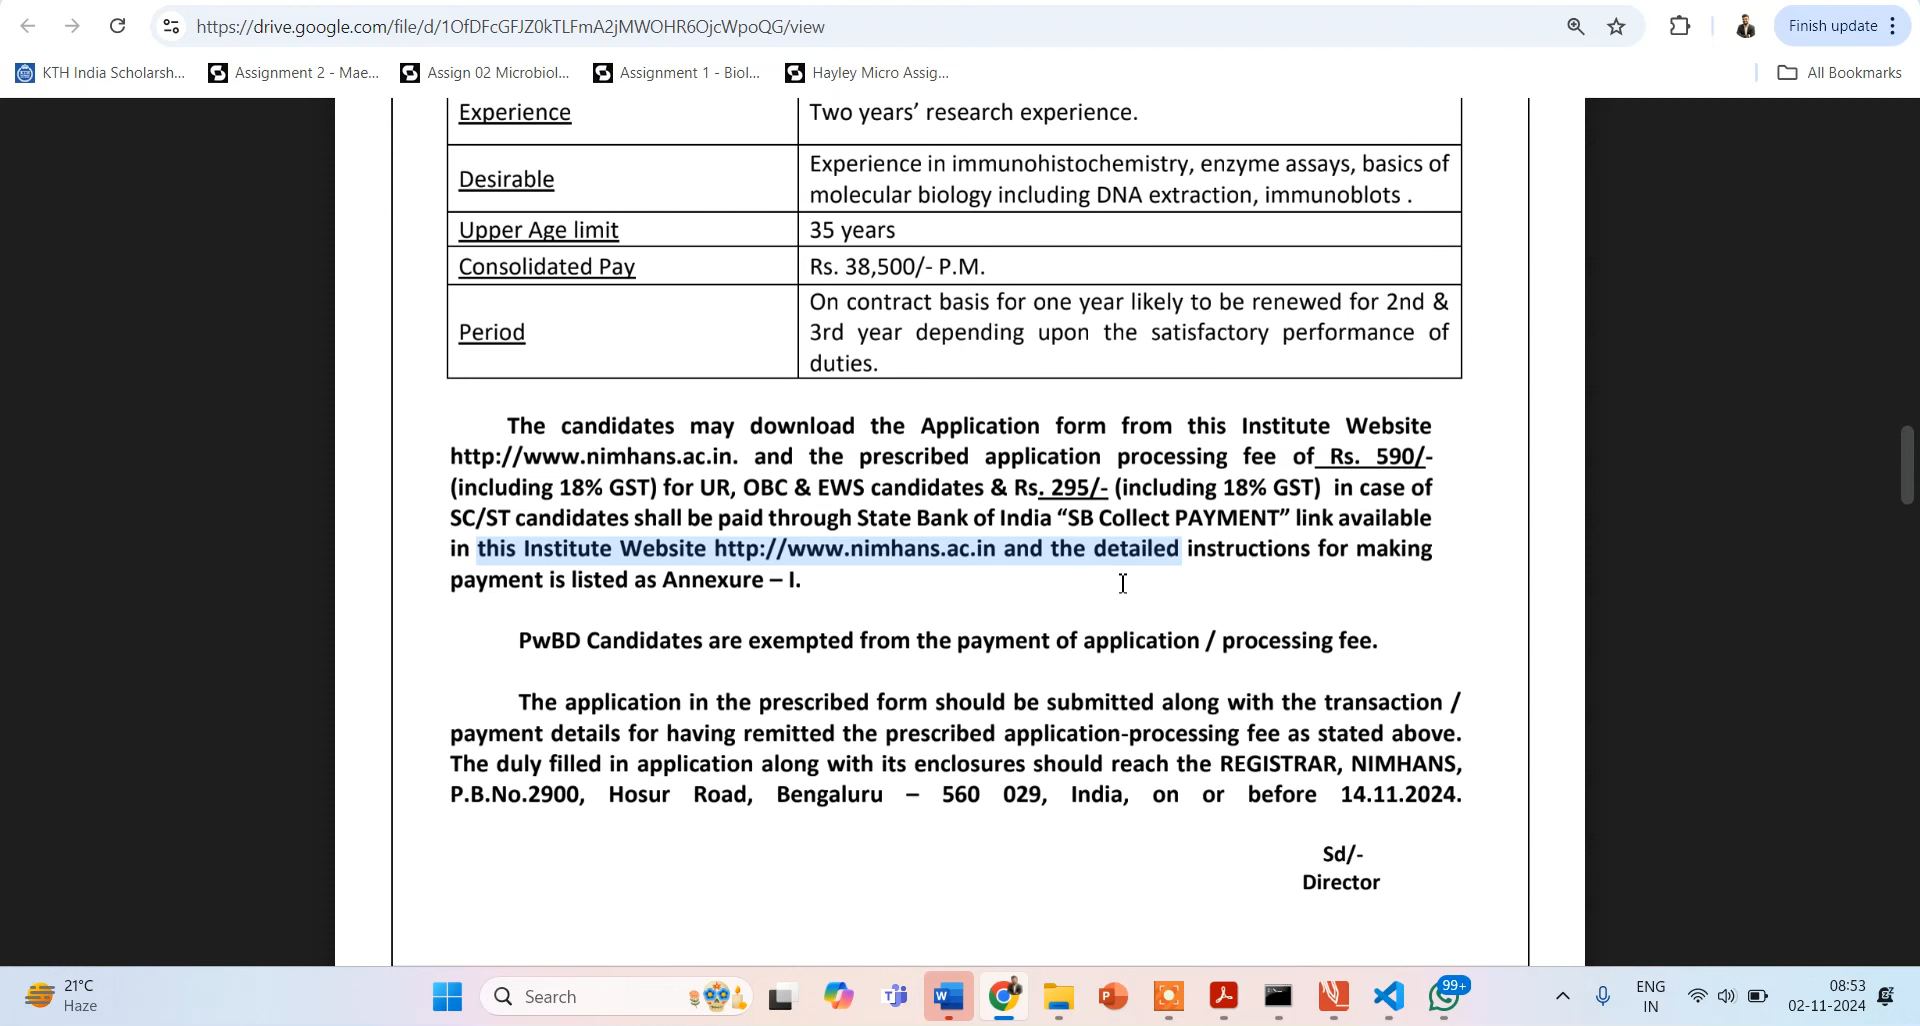 https://drive.google.com/file/d/1OfDFcGFJZ0kTLFmA2jMWOHR6OjcWpoQG/view
Finish update
KTH India Scholarsh...
Assignment 2 - Mae...
Assign 02 Microbiol...
Assignment 1 - Biol...
Hayley Micro Assig...
All Bookmarks
Experience Two years’ research experience.
Desirable Experience in immunohistochemistry, enzyme assays, basics of
molecular biology including DNA extraction, immunoblots .
Upper Age limit 35 years
Consolidated Pay Rs. 38,500/- P.M.
Period On contract basis for one year likely to be renewed for 2nd &
3rd year depending upon the satisfactory performance of
duties.
The candidates may download the Application form from this Institute Website
http://www.nimhans.ac.in. and the prescribed application processing fee of Rs. 590/-
(including 18% GST) for UR, OBC & EWS candidates & Rs. 295/- (including 18% GST) in case of
SC/ST candidates shall be paid through State Bank of India “SB Collect PAYMENT” link available
in this Institute Website http://www.nimhans.ac.in and the detailed instructions for making
payment is listed as Annexure – I.
PwBD Candidates are exempted from the payment of application / processing fee.
The application in the prescribed form should be submitted along with the transaction /
payment details for having remitted the prescribed application-processing fee as stated above.
The duly filled in application along with its enclosures should reach the REGISTRAR, NIMHANS,
P.B.No.2900, Hosur Road, Bengaluru – 560 029, India, on or before 14.11.2024.
Sd/-
Director
21°C
Haze
Search
99+
ENG
IN
08:53
02-11-2024